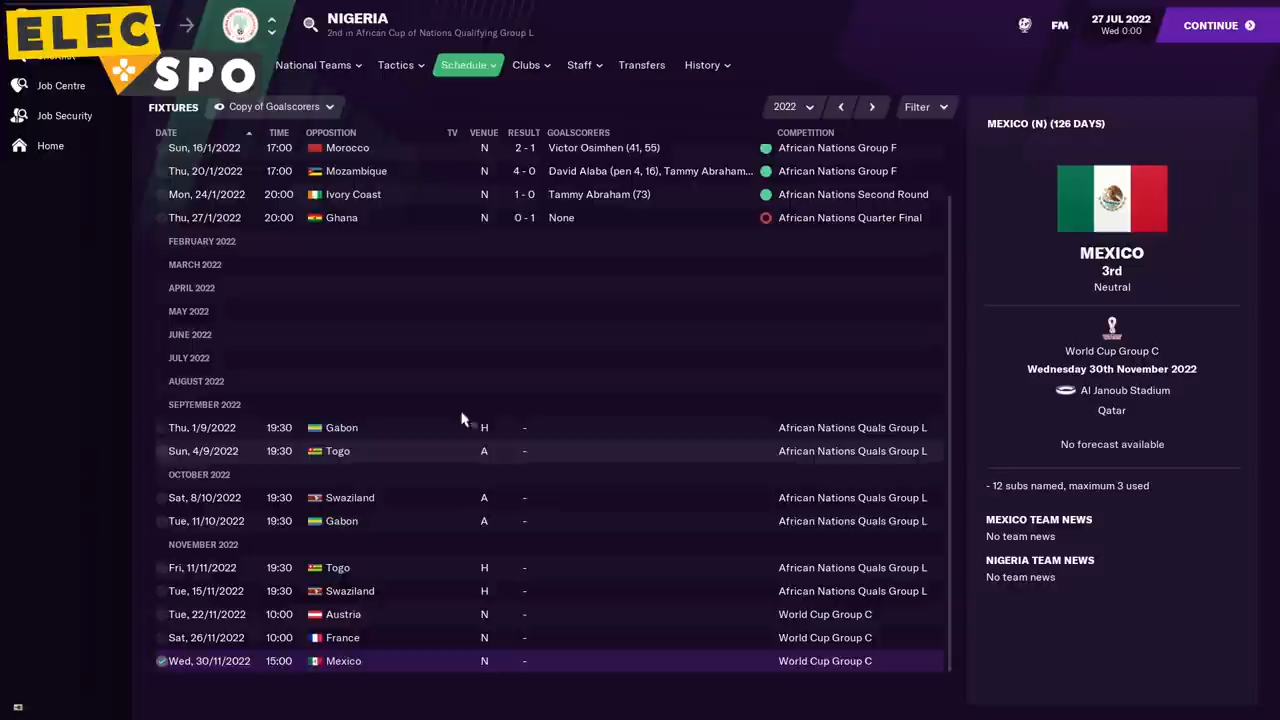 ELEC
SPO
NIGERIA
2nd in African Cup of Nations Qualifying Group L
FM
27 JUL 2022
Wed 0:00
CONTINUE
National Teams
Tactics
Schedule
Clubs
Staff
Transfers
History
Job Centre
Job Security
Home
FIXTURES
Copy of Goalscorers
2022
Filter
DATE TIME OPPOSITION TV VENUE RESULT GOALSCORERS COMPETITION
Sun, 16/1/2022 17:00 Morocco N 2 - 1 Victor Osimhen (41, 55) African Nations Group F
Thu, 20/1/2022 17:00 Mozambique N 4 - 0 David Alaba (pen 4, 16), Tammy Abraham... African Nations Group F
Mon, 24/1/2022 20:00 Ivory Coast N 1 - 0 Tammy Abraham (73) African Nations Second Round
Thu, 27/1/2022 20:00 Ghana N 0 - 1 None African Nations Quarter Final
FEBRUARY 2022
MARCH 2022
APRIL 2022
MAY 2022
JUNE 2022
JULY 2022
AUGUST 2022
SEPTEMBER 2022
Thu, 1/9/2022 19:30 Gabon H - African Nations Quals Group L
Sun, 4/9/2022 19:30 Togo A - African Nations Quals Group L
OCTOBER 2022
Sat, 8/10/2022 19:30 Swaziland A - African Nations Quals Group L
Tue, 11/10/2022 19:30 Gabon A - African Nations Quals Group L
NOVEMBER 2022
Fri, 11/11/2022 19:30 Togo H - African Nations Quals Group L
Tue, 15/11/2022 19:30 Swaziland H - African Nations Quals Group L
Tue, 22/11/2022 10:00 Austria N - World Cup Group C
Sat, 26/11/2022 10:00 France N - World Cup Group C
Wed, 30/11/2022 15:00 Mexico N - World Cup Group C
MEXICO (N) (126 DAYS)
MEXICO
3rd
Neutral
World Cup Group C
Wednesday 30th November 2022
Al Janoub Stadium
Qatar
No forecast available
- 12 subs named, maximum 3 used
MEXICO TEAM NEWS
No team news
NIGERIA TEAM NEWS
No team news